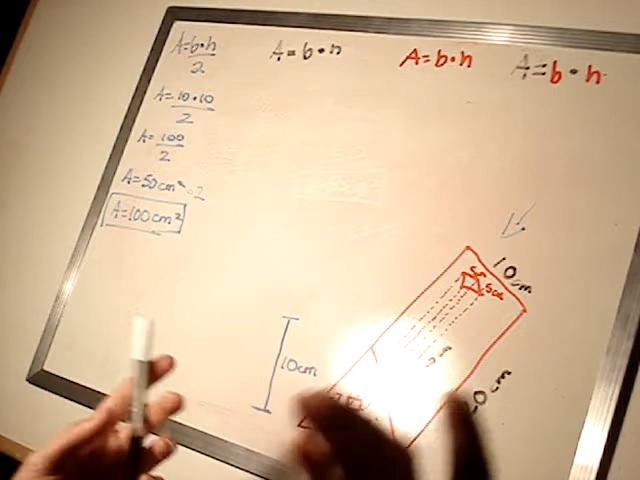 A=b•h/2
A=b•h
A=b•h
A=b•h
A=10•10/2
A=100/2
A=50cm²•2
A=100cm²
10cm
5cm
10cm